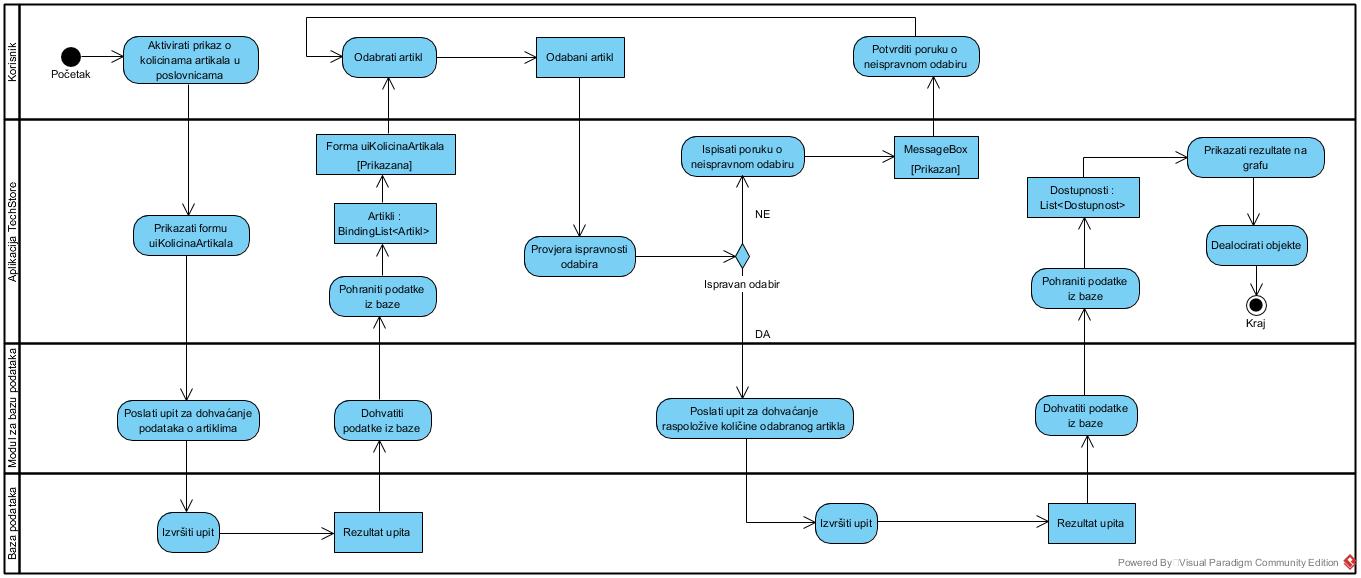 Korisnik
Početak
Aktivirati prikaz o
kolicinama artikala u
poslovnicama
Odabrati artikl
Odabani artikl
Potvrditi poruku o
neispravnom odabiru
Aplikacija TechStore
Prikazati formu
uiKolicinaArtikala
Forma uiKolicinaArtikala
[Prikazana]
Artikli :
BindingList<Artikl>
Pohraniti podatke
iz baze
Provjera ispravnosti
odabira
Ispisati poruku o
neispravnom odabiru
NE
Ispravan odabir
DA
MessageBox
[Prikazan]
Dostupnosti :
List<Dostupnost>
Pohraniti podatke
iz baze
Prikazati rezultate na
grafu
Dealocirati objekte
Kraj
Modul za bazu podataka
Poslati upit za dohvaćanje
podataka o artiklima
Dohvatiti
podatke iz baze
Poslati upit za dohvaćanje
raspoložive količine odabranog artikla
Dohvatiti podatke
iz baze
Baza podataka
Izvršiti upit
Rezultat upita
Izvršiti upit
Rezultat upita
Powered By Visual Paradigm Community Edition